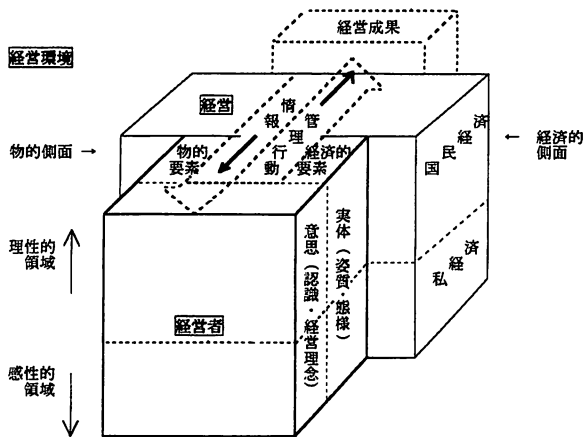 経営成果
経営環境
経営
情報
管理行動
物的要素
経済的要素
国民経済
私経済
物的側面 →
← 経済的側面
理性的領域
感性的領域
経営者
意思（認識・経営理念）
実体（姿質・態様）